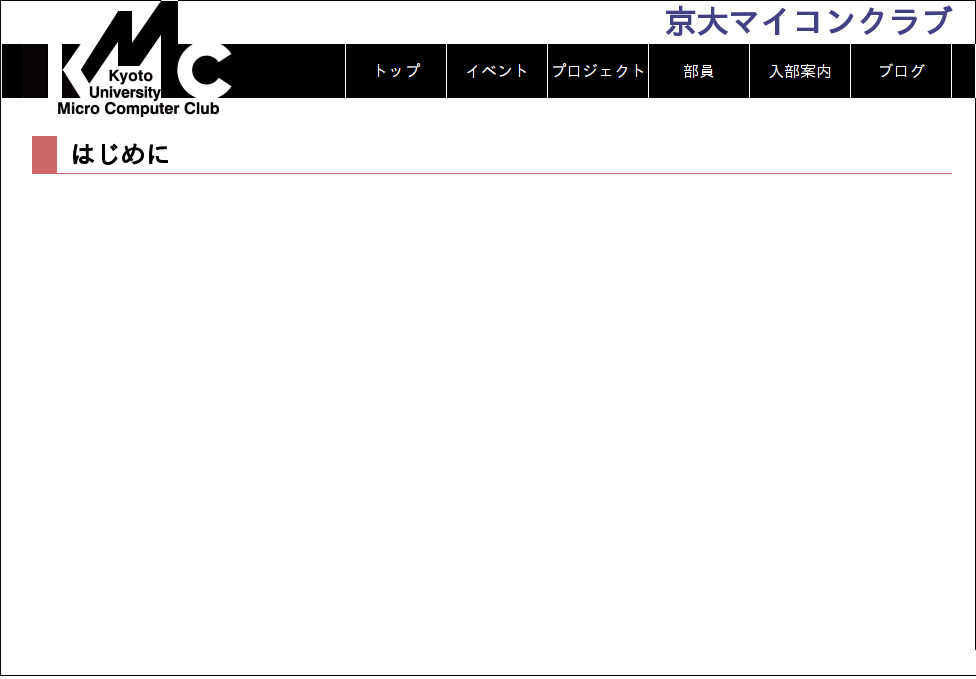 京大マイコンクラブ
KMC
Kyoto
University
Micro Computer Club
トップ イベント プロジェクト 部員 入部案内 ブログ
はじめに